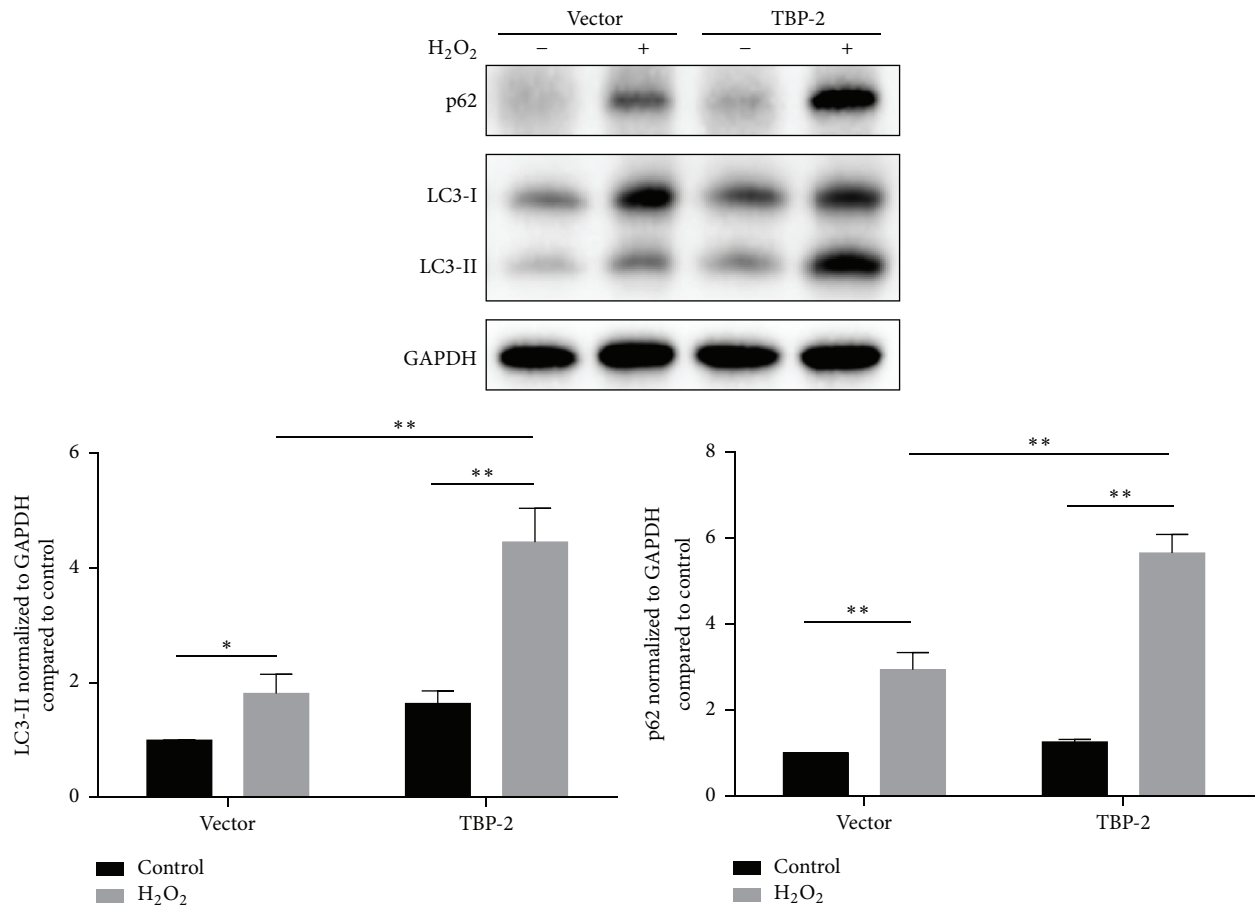 Vector TBP-2
H₂O₂ − + − +
p62
LC3-I
LC3-II
GAPDH
LC3-II normalized to GAPDH
compared to control
6
4
2
0
**
**
*
Vector TBP-2
Control
H₂O₂
p62 normalized to GAPDH
compared to control
8
6
4
2
0
**
**
**
Vector TBP-2
Control
H₂O₂